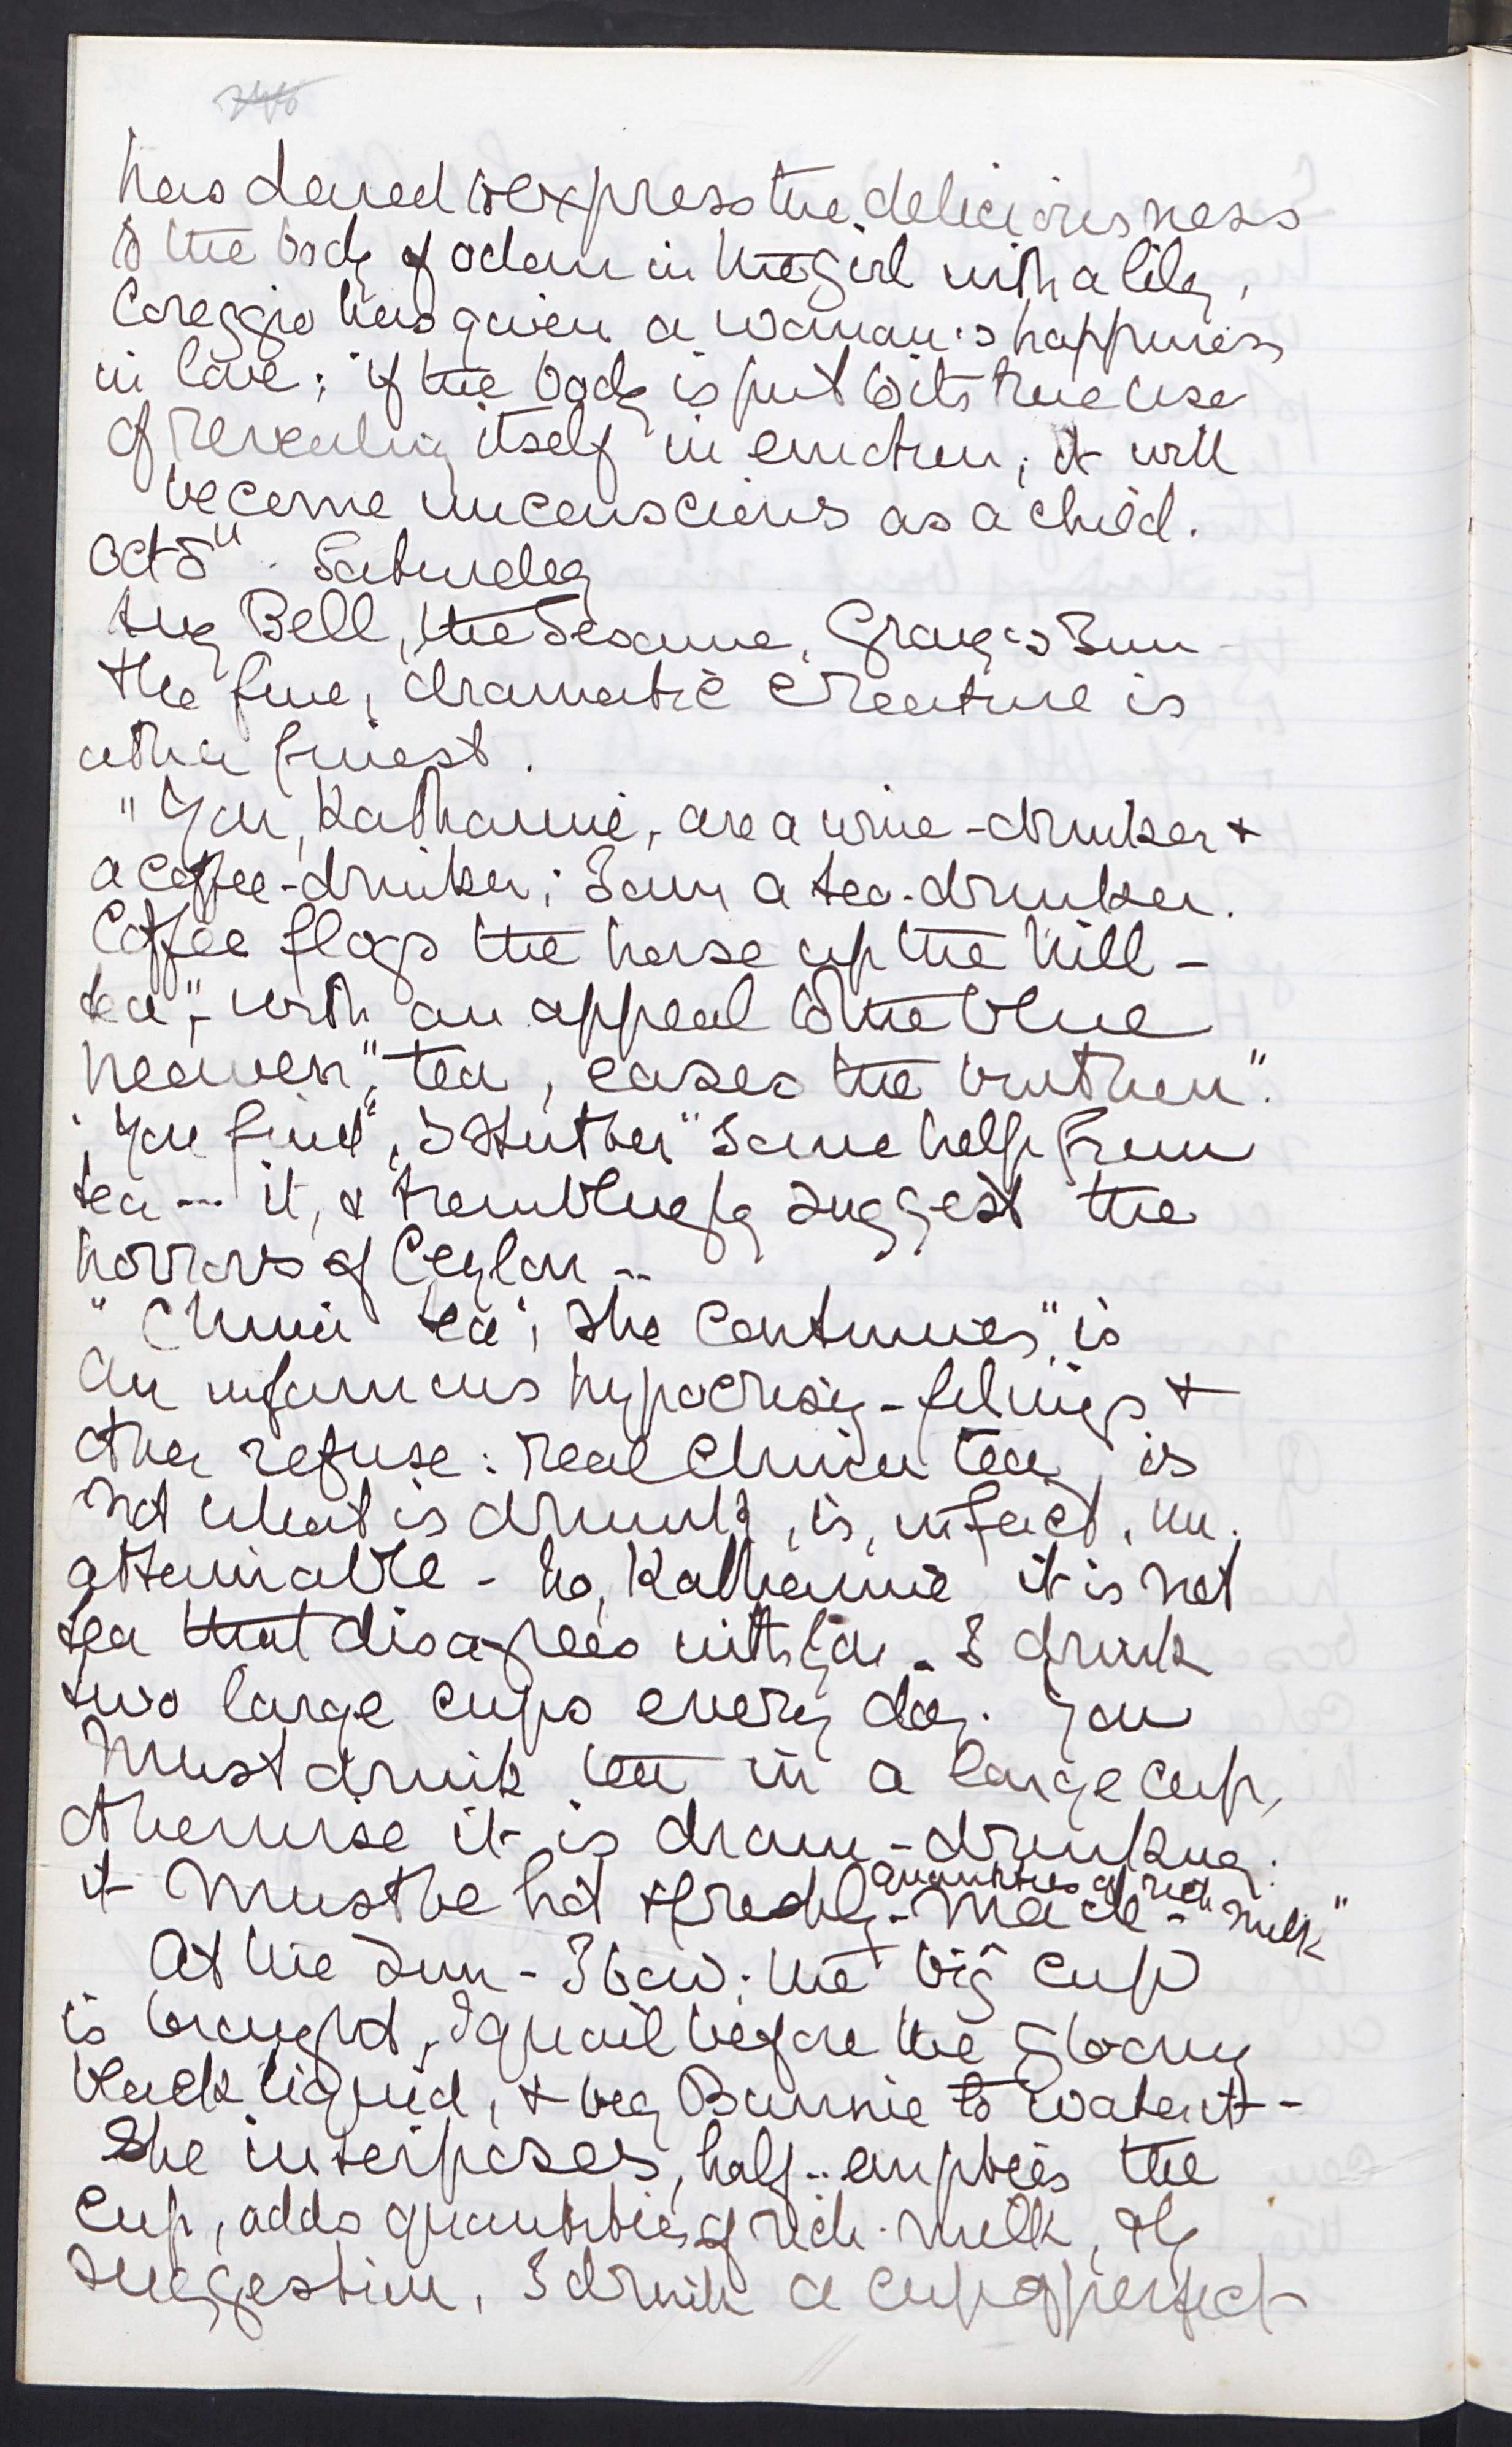 has dared to express the deliciousness
to the body of odour in the girl with a lily,
Coreggio has given a woman's happiness
in love; if the body is put to its true use
of revealing itself in emotion, it will
become unconscious as a child.
Oct 5th. Saturday
Amy Bell, the Sesame, Gray's Inn -
the fine, dramatic creature is
at her finest.
"You, Katharine, are a wine-drinker &
a coffee-drinker; I am a tea-drinker.
Coffee flogs the horse up the hill -
tea", with an appeal to the blue
heaven, "tea, eases the burthen".
"You find", I stutter "some help from
tea --- it, & tremblingly suggest the
horrors of Ceylon --
"China tea", she continues, "is
an infamous hypocrisy - filings &
other refuse: real China tea, is
not what is drunk, is, in fact, un-
attainable - No, Katharine it is not
tea that disagrees with you. I drink
two large cups every day. You
must drink tea in a large cup,
otherwise it is dram-drinking.
quantities of rich
it must be hot & freshly-made - "milk"
At the Inn - I bow; the big cup
is brought, I quail before the
black liquid, & beg Bunnie to water it -
She interposes, half-empties the
cup, adds quantities of rich milk, & by
suggestion, I drink a cup of perfect